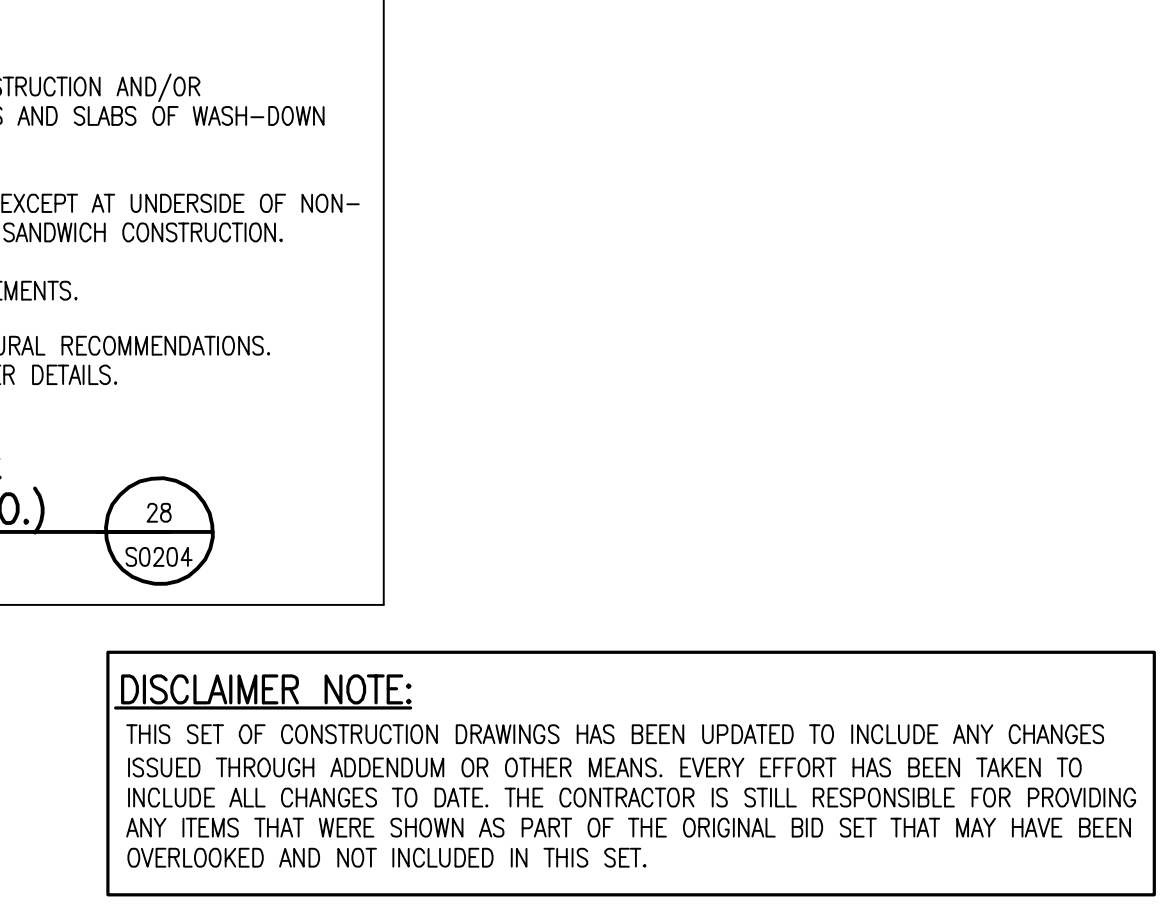 AND/OR
AND SLABS OF WASH-DOWN
EXCEPT AT UNDERSIDE OF NON-
SANDWICH CONSTRUCTION.
RECOMMENDATIONS.
DETAILS.
O.)
28
S0204
DISCLAIMER NOTE:
THIS SET OF CONSTRUCTION DRAWINGS HAS BEEN UPDATED TO INCLUDE ANY CHANGES
ISSUED THROUGH ADDENDUM OR OTHER MEANS. EVERY EFFORT HAS BEEN TAKEN TO
INCLUDE ALL CHANGES TO DATE. THE CONTRACTOR IS STILL RESPONSIBLE FOR PROVIDING
ANY ITEMS THAT WERE SHOWN AS PART OF THE ORIGINAL BID SET THAT MAY HAVE BEEN
OVERLOOKED AND NOT INCLUDED IN THIS SET.